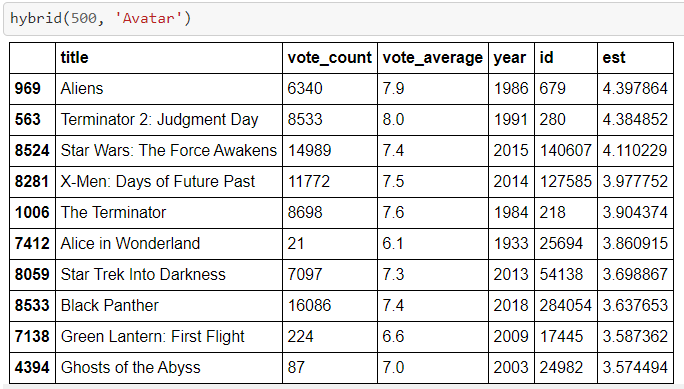 hybrid(500, 'Avatar')
title vote_count vote_average year id est
969 Aliens 6340 7.9 1986 679 4.397864
563 Terminator 2: Judgment Day 8533 8.0 1991 280 4.384852
8524 Star Wars: The Force Awakens 14989 7.4 2015 140607 4.110229
8281 X-Men: Days of Future Past 11772 7.5 2014 127585 3.977752
1006 The Terminator 8698 7.6 1984 218 3.904374
7412 Alice in Wonderland 21 6.1 1933 25694 3.860915
8059 Star Trek Into Darkness 7097 7.3 2013 54138 3.698867
8533 Black Panther 16086 7.4 2018 284054 3.637653
7138 Green Lantern: First Flight 224 6.6 2009 17445 3.587362
4394 Ghosts of the Abyss 87 7.0 2003 24982 3.574494